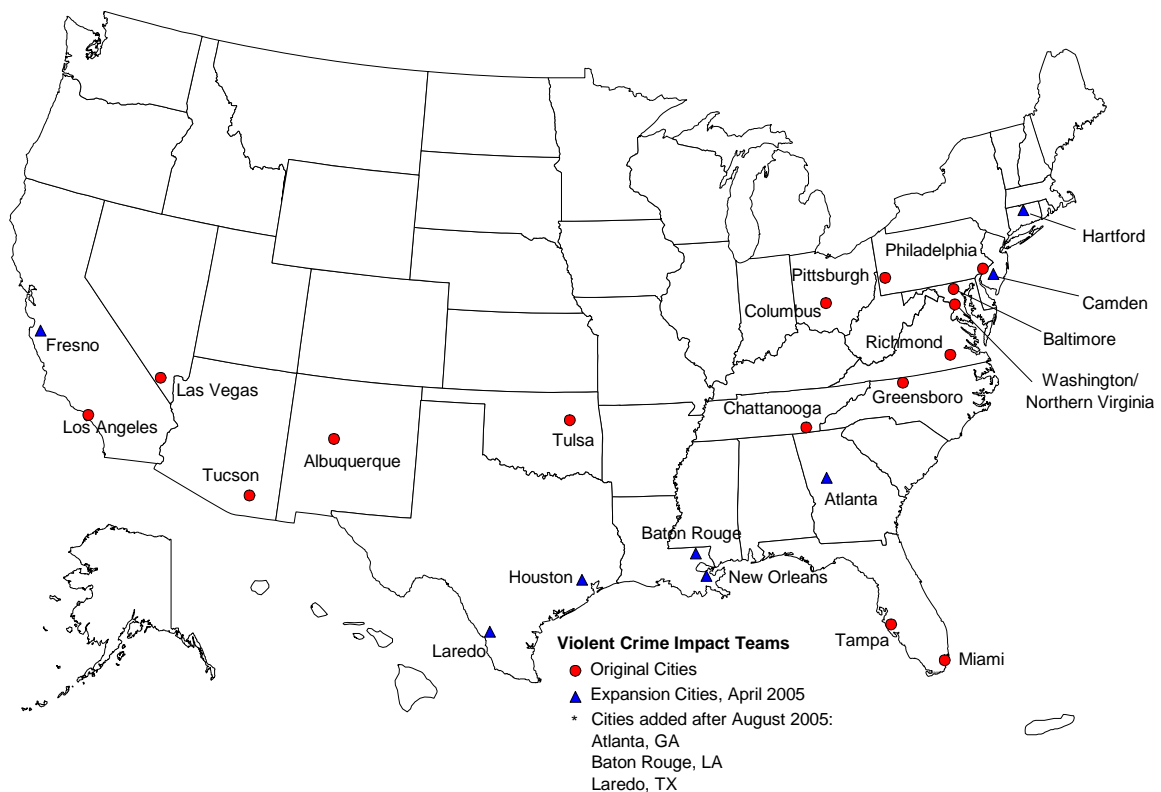 Hartford
Philadelphia
Pittsburgh
Camden
Columbus
Baltimore
Fresno
Richmond
Las Vegas
Washington/
Northern Virginia
Greensboro
Chattanooga
Los Angeles
Tulsa
Albuquerque
Tucson
Atlanta
Baton Rouge
Houston
New Orleans
Laredo
Tampa
Miami
Violent Crime Impact Teams
Original Cities
Expansion Cities, April 2005
* Cities added after August 2005:
Atlanta, GA
Baton Rouge, LA
Laredo, TX